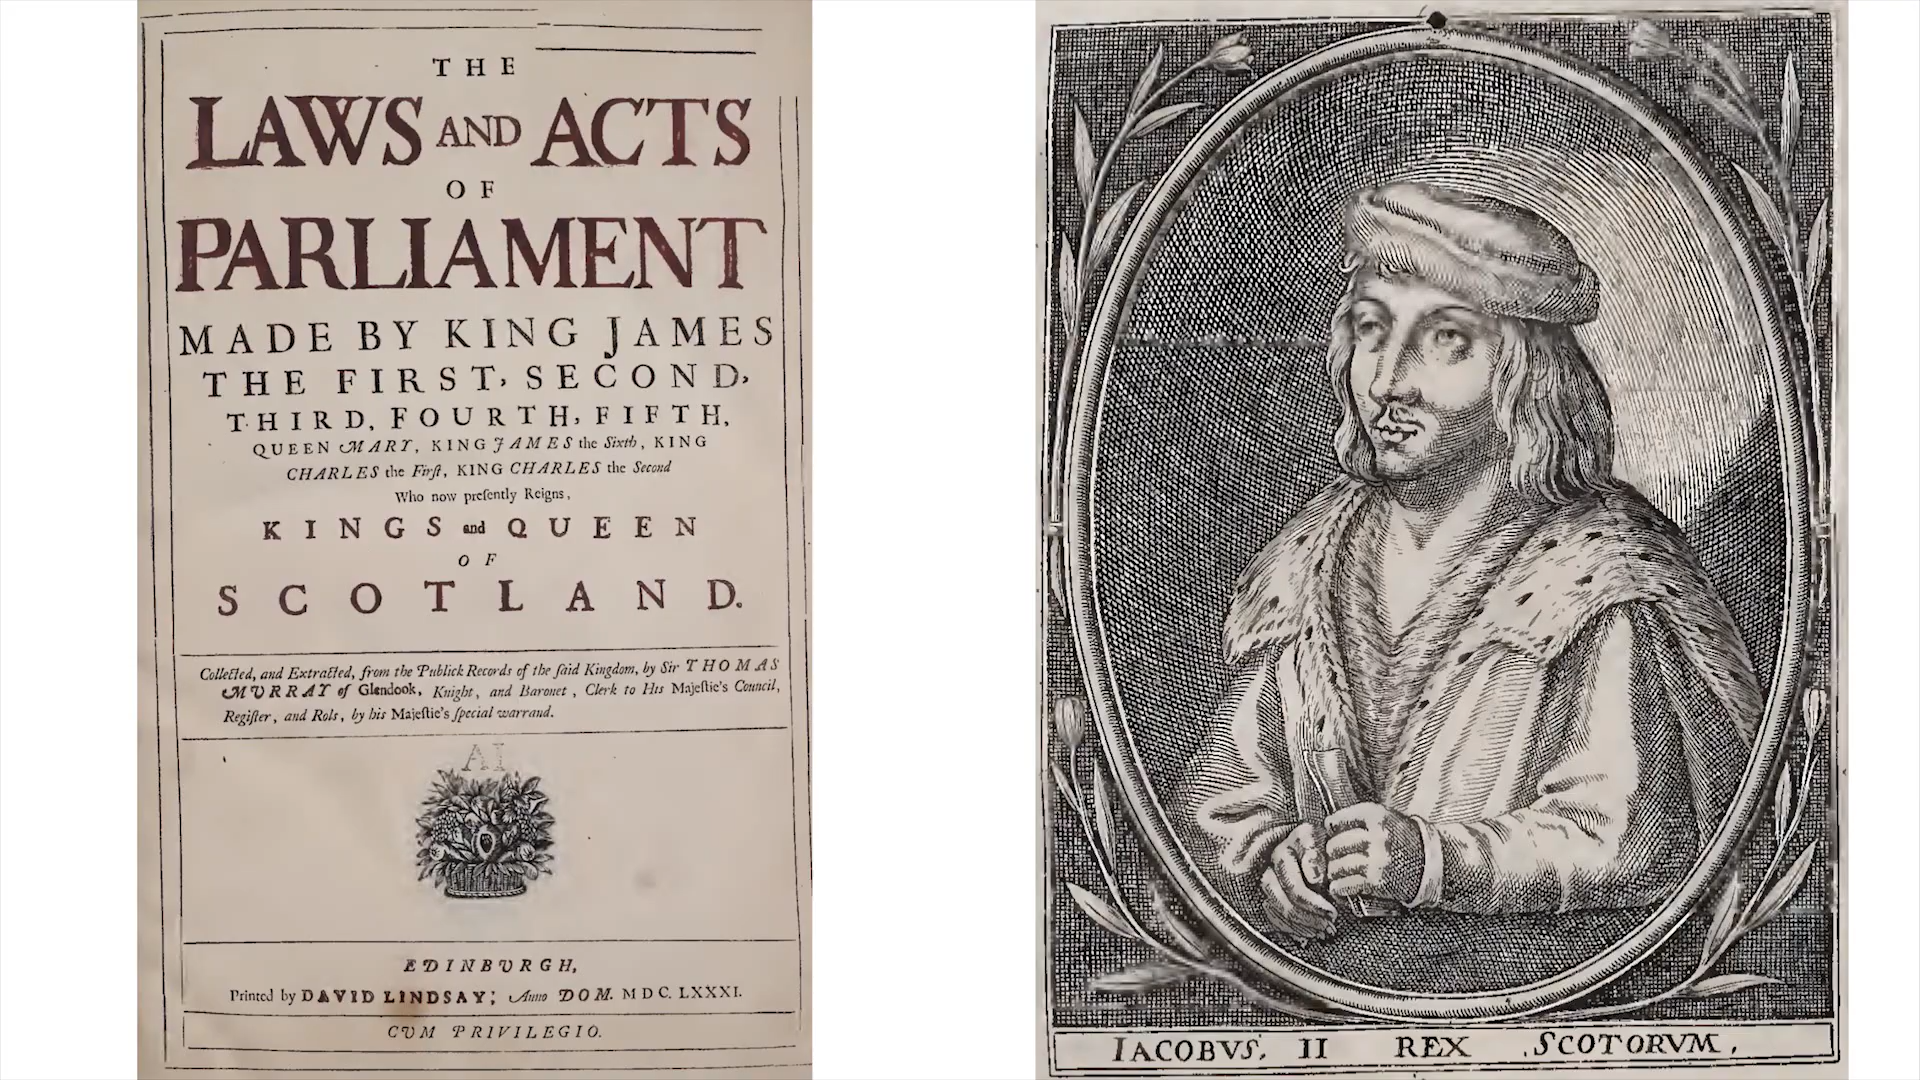 THE
LAWS AND ACTS
OF
PARLIAMENT
MADE BY KING JAMES
THE FIRST, SECOND,
THIRD, FOURTH, FIFTH,
QUEEN MARY, KING JAMES the Sixth, KING
CHARLES the Firſt, KING CHARLES the Second
Who now preſently Reigns,
KINGS and QUEEN
OF
SCOTLAND.
Collected, and Extracted, from the Publick Records of the ſaid Kingdom, by Sir THOMAS
MURRAY of Glendook, Knight, and Baronet, Clerk to His Majeſtie's Council,
Regiſter, and Rols, by his Majeſtie's ſpecial warrand.
AI
EDINBURGH,
Printed by DAVID LINDSAY; Anno DOM. MDC. LXXXI.
CVM PRIVILEGIO.
IACOBVS, II REX SCOTORVM,